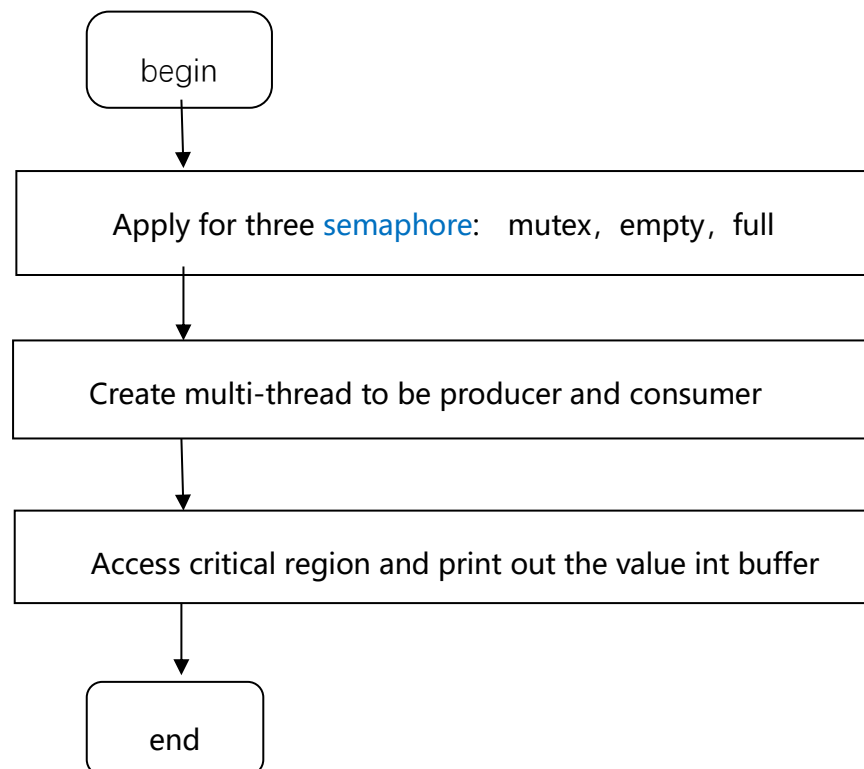 begin
Apply for three semaphore: mutex，empty，full
Create multi-thread to be producer and consumer
Access critical region and print out the value int buffer
end